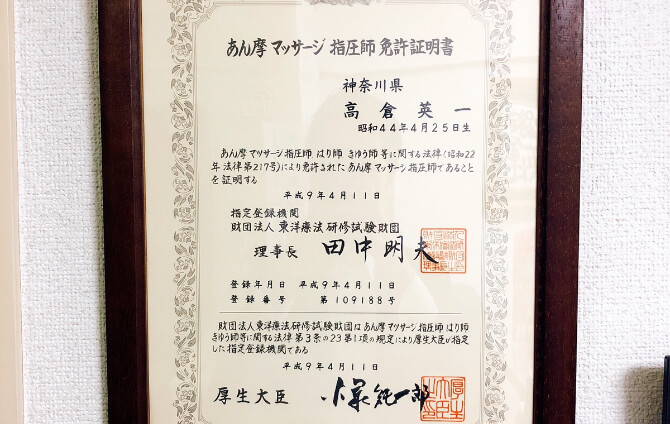 あん摩マッサージ指圧師免許証明書
神奈川県
高倉英一
昭和44年4月25日生
あん摩マッサージ指圧師 はり師 きゆう師等に関する法律(昭和22
年法律第217号)により免許されたあん摩マッサージ指圧師であること
を証明する
平成9年4月11日
指定登録機関
財団法人東洋療法研修試験財団
理事長 田中明夫
登録年月日 平成9年4月11日
登録番号 第109188号
財団法人東洋療法研修試験財団はあん摩マッサージ指圧師 はり師
きゆう師等に関する法律第3条の23第1項の規定により厚生大臣が指定
した指定登録機関である
平成9年4月11日
厚生大臣 小泉純一郎